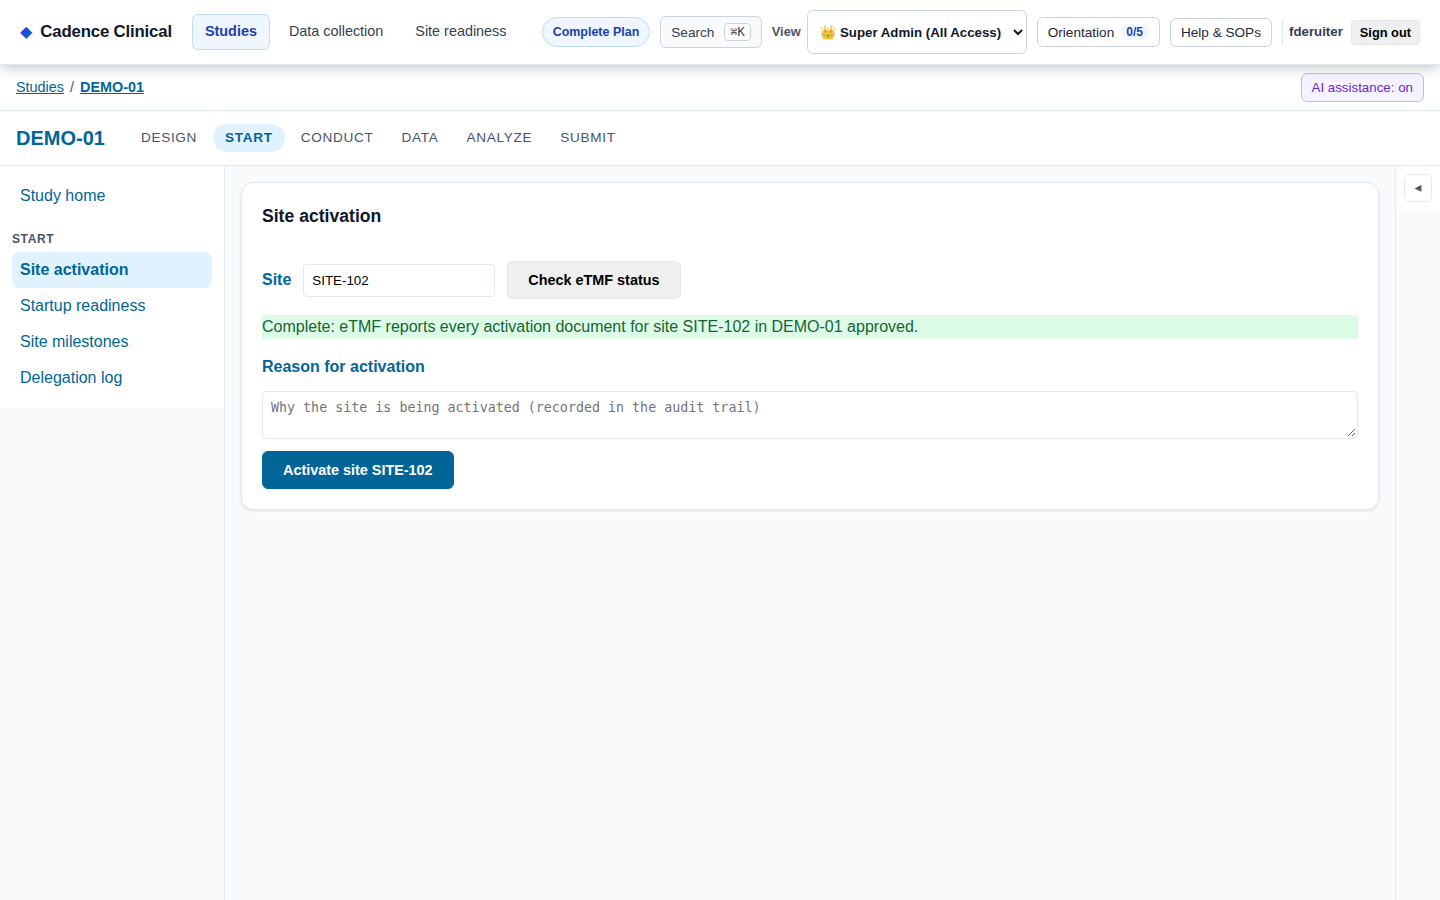 ◆ Cadence Clinical
Studies
Data collection
Site readiness
Complete Plan
Search ⌘K
View
👑 Super Admin (All Access)
Orientation 0/5
Help & SOPs
fderuiter
Sign out
Studies / DEMO-01
AI assistance: on
DEMO-01
DESIGN
START
CONDUCT
DATA
ANALYZE
SUBMIT
Study home
START
Site activation
Startup readiness
Site milestones
Delegation log
◀
Site activation
Site
SITE-102
Check eTMF status
Complete: eTMF reports every activation document for site SITE-102 in DEMO-01 approved.
Reason for activation
Why the site is being activated (recorded in the audit trail)
Activate site SITE-102